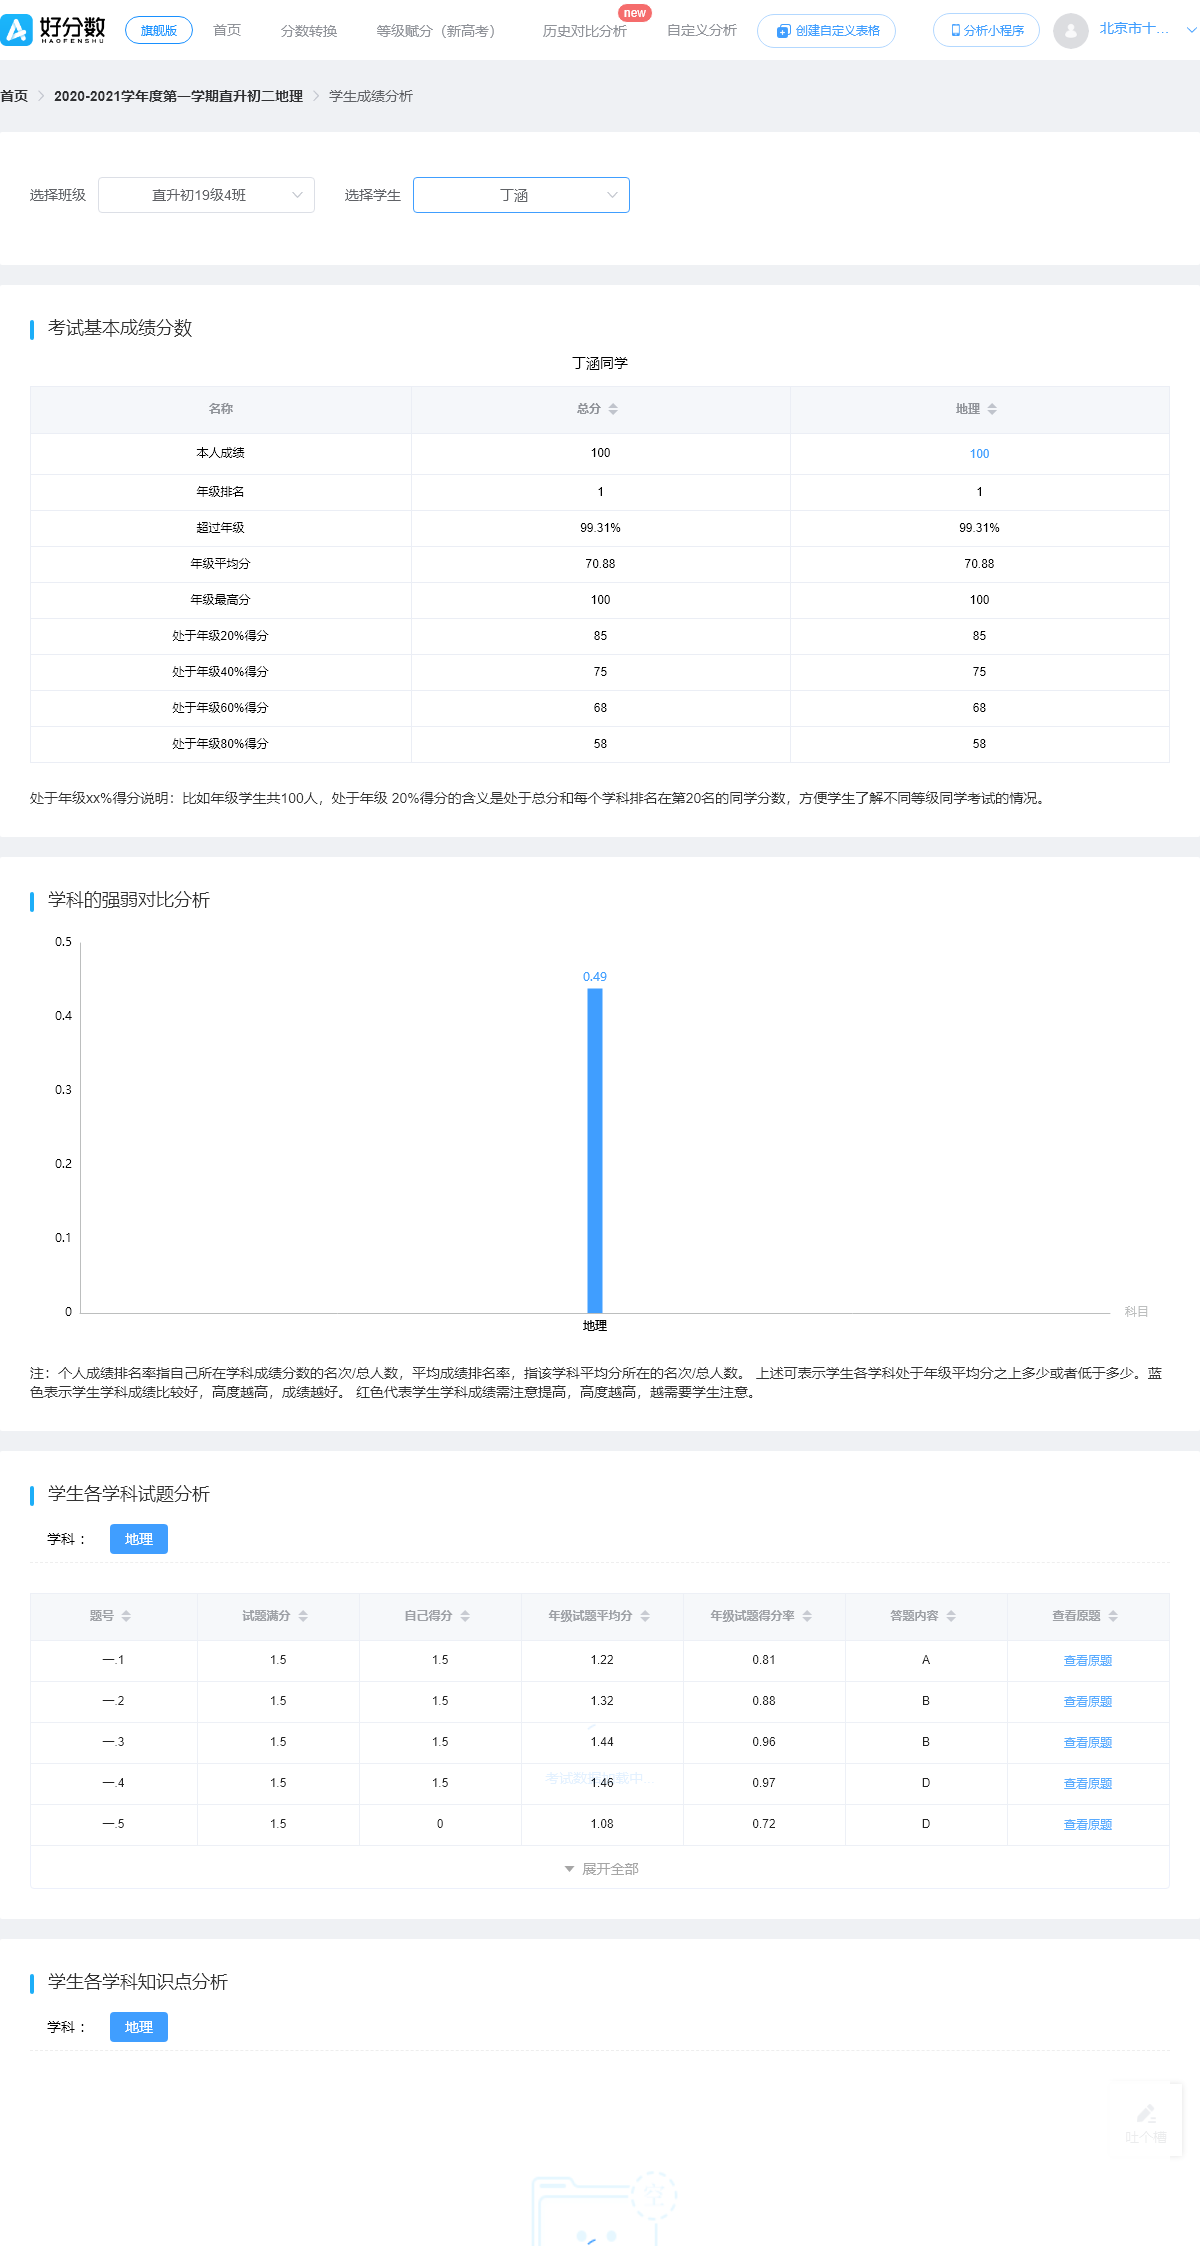 好分数 HAOFENSHU 旗舰版 首页 分数转换 等级赋分（新高考） 历史对比分析 new 自定义分析 创建自定义表格 分析小程序 北京市十...
首页 > 2020-2021学年度第一学期直升初二地理 > 学生成绩分析
选择班级 直升初19级4班 选择学生 丁涵
考试基本成绩分数
丁涵同学
名称 总分 地理
本人成绩 100 100
年级排名 1 1
超过年级 99.31% 99.31%
年级平均分 70.88 70.88
年级最高分 100 100
处于年级20%得分 85 85
处于年级40%得分 75 75
处于年级60%得分 68 68
处于年级80%得分 58 58
处于年级xx%得分说明：比如年级学生共100人，处于年级 20%得分的含义是处于总分和每个学科排名在第20名的同学分数，方便学生了解不同等级同学考试的情况。
学科的强弱对比分析
0.5
0.49
0.4
0.3
0.2
0.1
0 科目
地理
注：个人成绩排名率指自己所在学科成绩分数的名次/总人数，平均成绩排名率，指该学科平均分所在的名次/总人数。 上述可表示学生各学科处于年级平均分之上多少或者低于多少。蓝
色表示学生学科成绩比较好，高度越高，成绩越好。 红色代表学生学科成绩需注意提高，高度越高，越需要学生注意。
学生各学科试题分析
学科： 地理
题号 试题满分 自己得分 年级试题平均分 年级试题得分率 答题内容 查看原题
一.1 1.5 1.5 1.22 0.81 A 查看原题
一.2 1.5 1.5 1.32 0.88 B 查看原题
一.3 1.5 1.5 1.44 0.96 B 查看原题
考试数据加载中...
一.4 1.5 1.5 1.46 0.97 D 查看原题
一.5 1.5 0 1.08 0.72 D 查看原题
展开全部
学生各学科知识点分析
学科： 地理
吐个槽
空